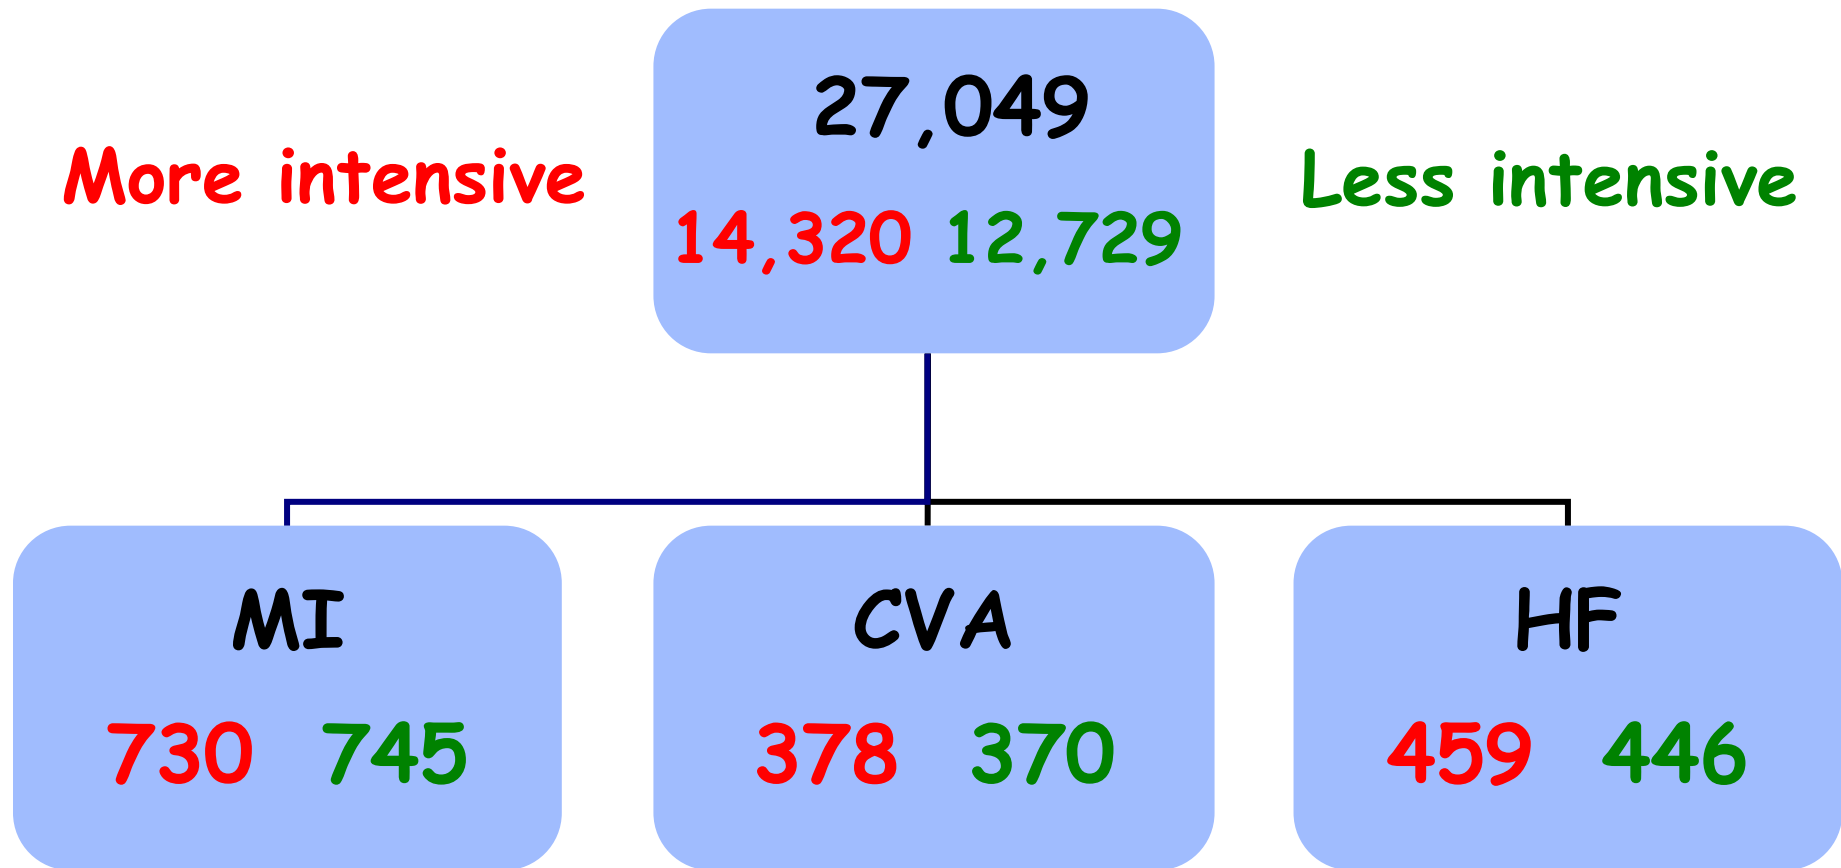 27,049
More intensive
Less intensive
14,320 12,729
MI
730 745
CVA
378 370
HF
459 446